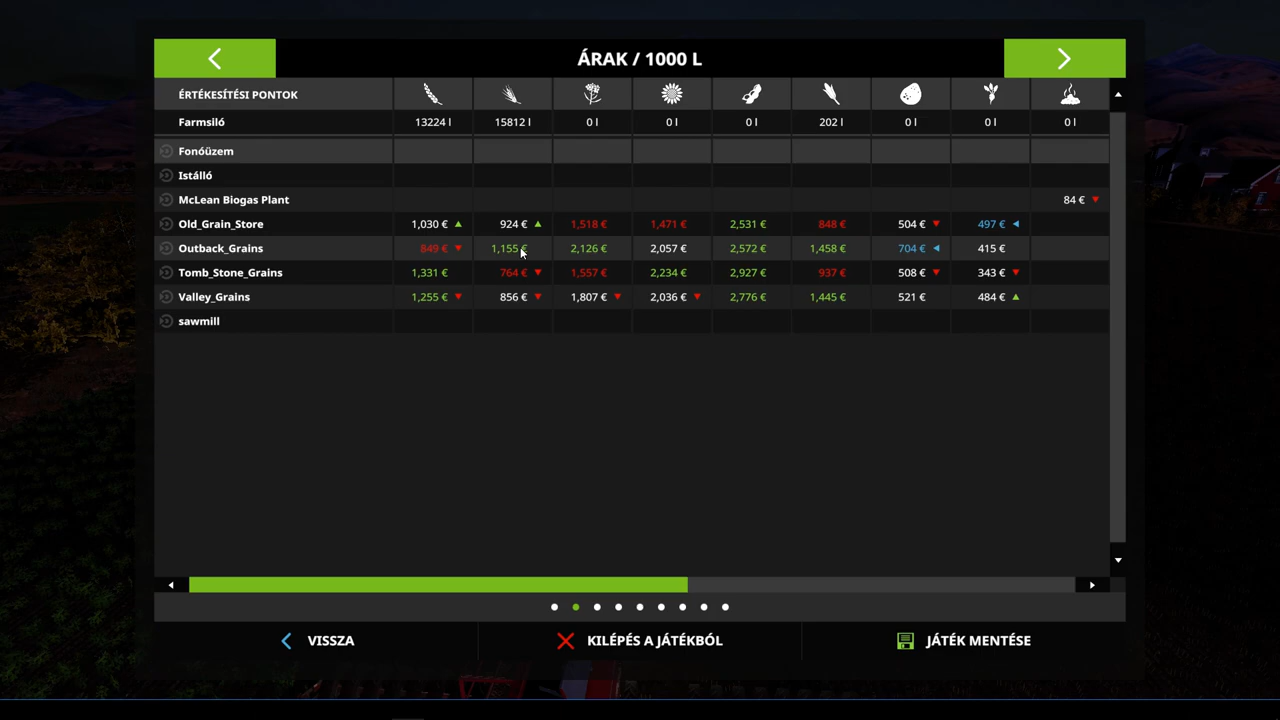 ÁRAK / 1000 L
ÉRTÉKESÍTÉSI PONTOK
Farmsiló 13224 l 15812 l 0 l 0 l 0 l 202 l 0 l 0 l 0 l
Fonóüzem
Istálló
McLean Biogas Plant 84 €
Old_Grain_Store 1,030 € 924 € 1,518 € 1,471 € 2,531 € 848 € 504 € 497 €
Outback_Grains 849 € 1,155 € 2,126 € 2,057 € 2,572 € 1,458 € 704 € 415 €
Tomb_Stone_Grains 1,331 € 764 € 1,557 € 2,234 € 2,927 € 937 € 508 € 343 €
Valley_Grains 1,255 € 856 € 1,807 € 2,036 € 2,776 € 1,445 € 521 € 484 €
sawmill
VISSZA KILÉPÉS A JÁTÉKBÓL JÁTÉK MENTÉSE